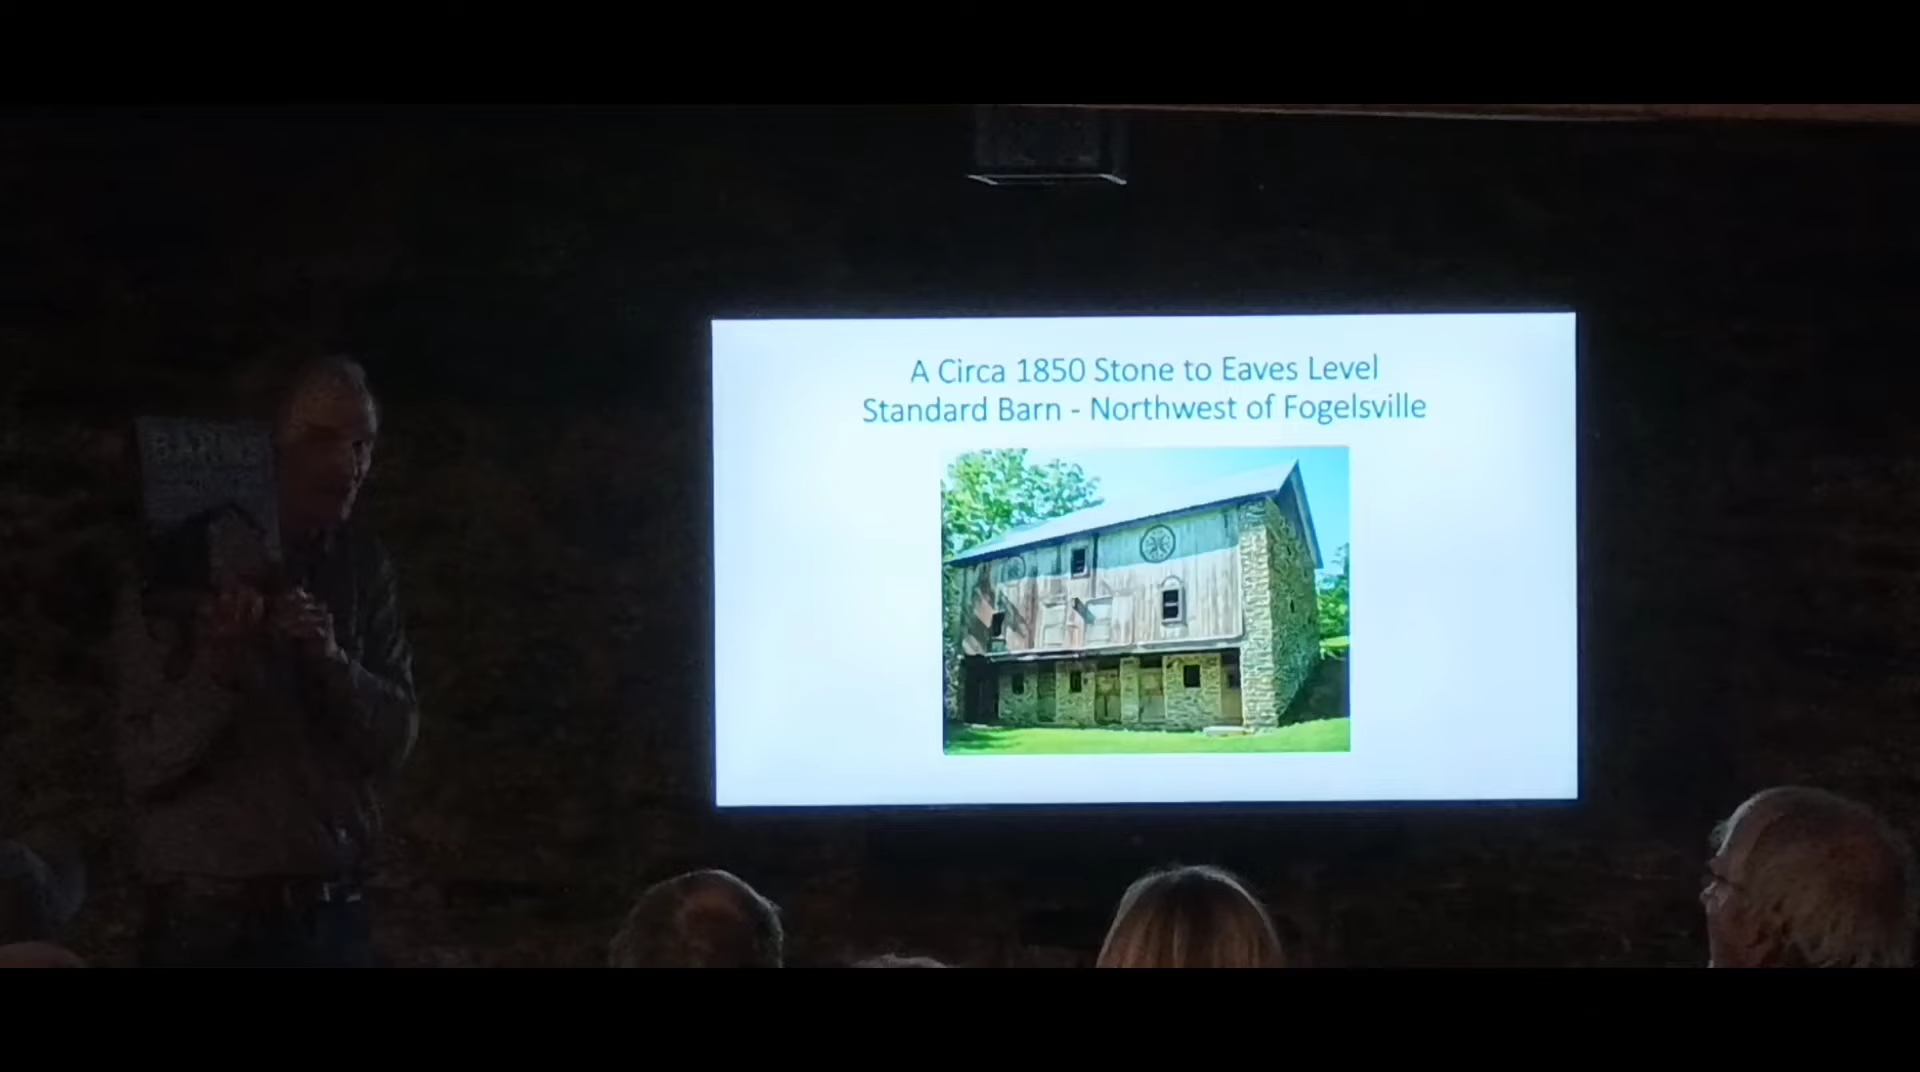 A Circa 1850 Stone to Eaves Level
Standard Barn - Northwest of Fogelsville